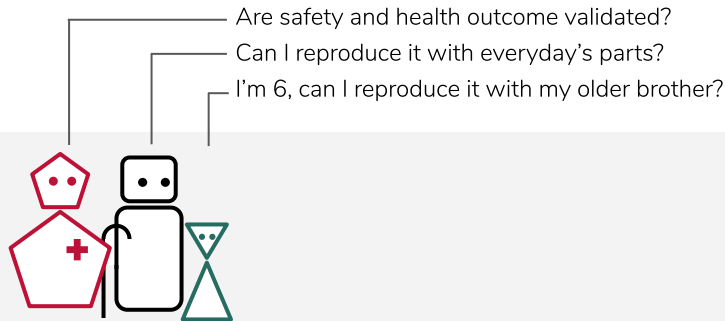 Are safety and health outcome validated?
Can I reproduce it with everyday’s parts?
I’m 6, can I reproduce it with my older brother?